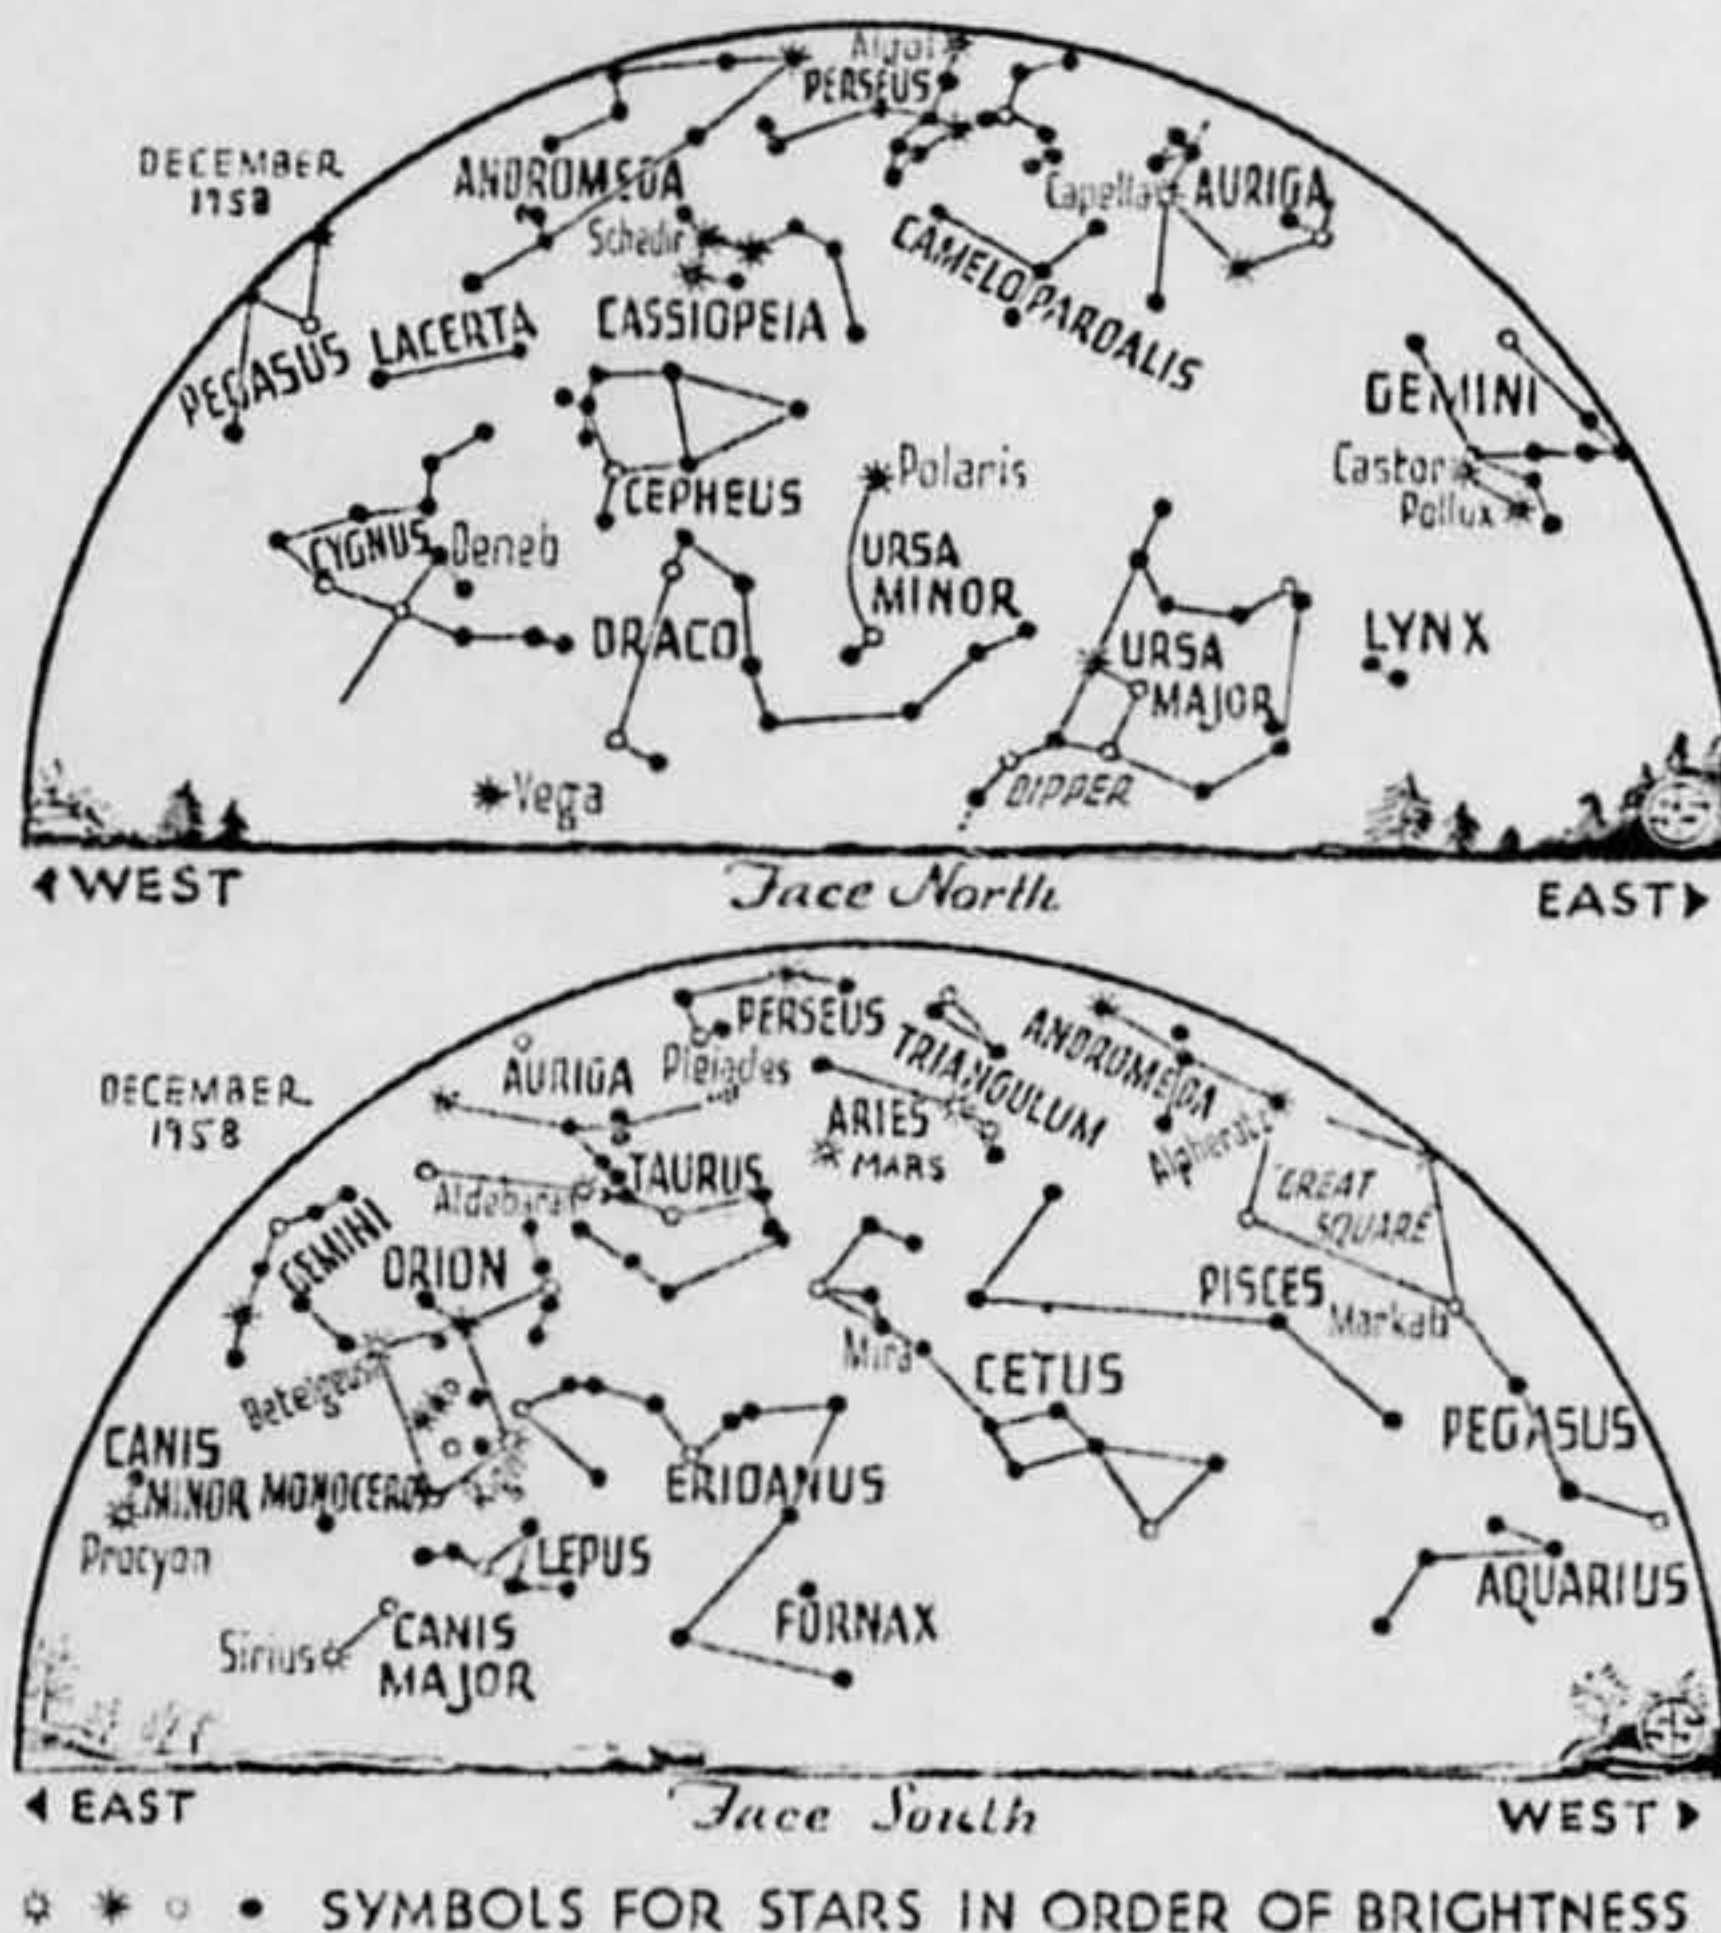 Algol
PERSEUS
DECEMBER
1958
ANDROMEDA
Capella
AURIGA
Schedir
CAMELOPARDALIS
LACERTA
CASSIOPEIA
PEGASUS
GEMINI
Castor
Pollux
Polaris
CEPHEUS
CYGNUS
Deneb
URSA
MINOR
DRACO
URSA
MAJOR
LYNX
DIPPER
Vega
WEST
Face North
EAST
PERSEUS
ANDROMEDA
TRIANGULUM
AURIGA
Pleiades
DECEMBER
1958
ARIES
MARS
Alpheratz
TAURUS
Aldebaran
GREAT
SQUARE
GEMINI
ORION
PISCES
Markab
Mira
CETUS
Betelgeuse
CANIS
MINOR
MONOCEROS
ERIDANUS
PEGASUS
Procyon
LEPUS
AQUARIUS
FORNAX
Sirius
CANIS
MAJOR
EAST
Face South
WEST
SYMBOLS FOR STARS IN ORDER OF BRIGHTNESS